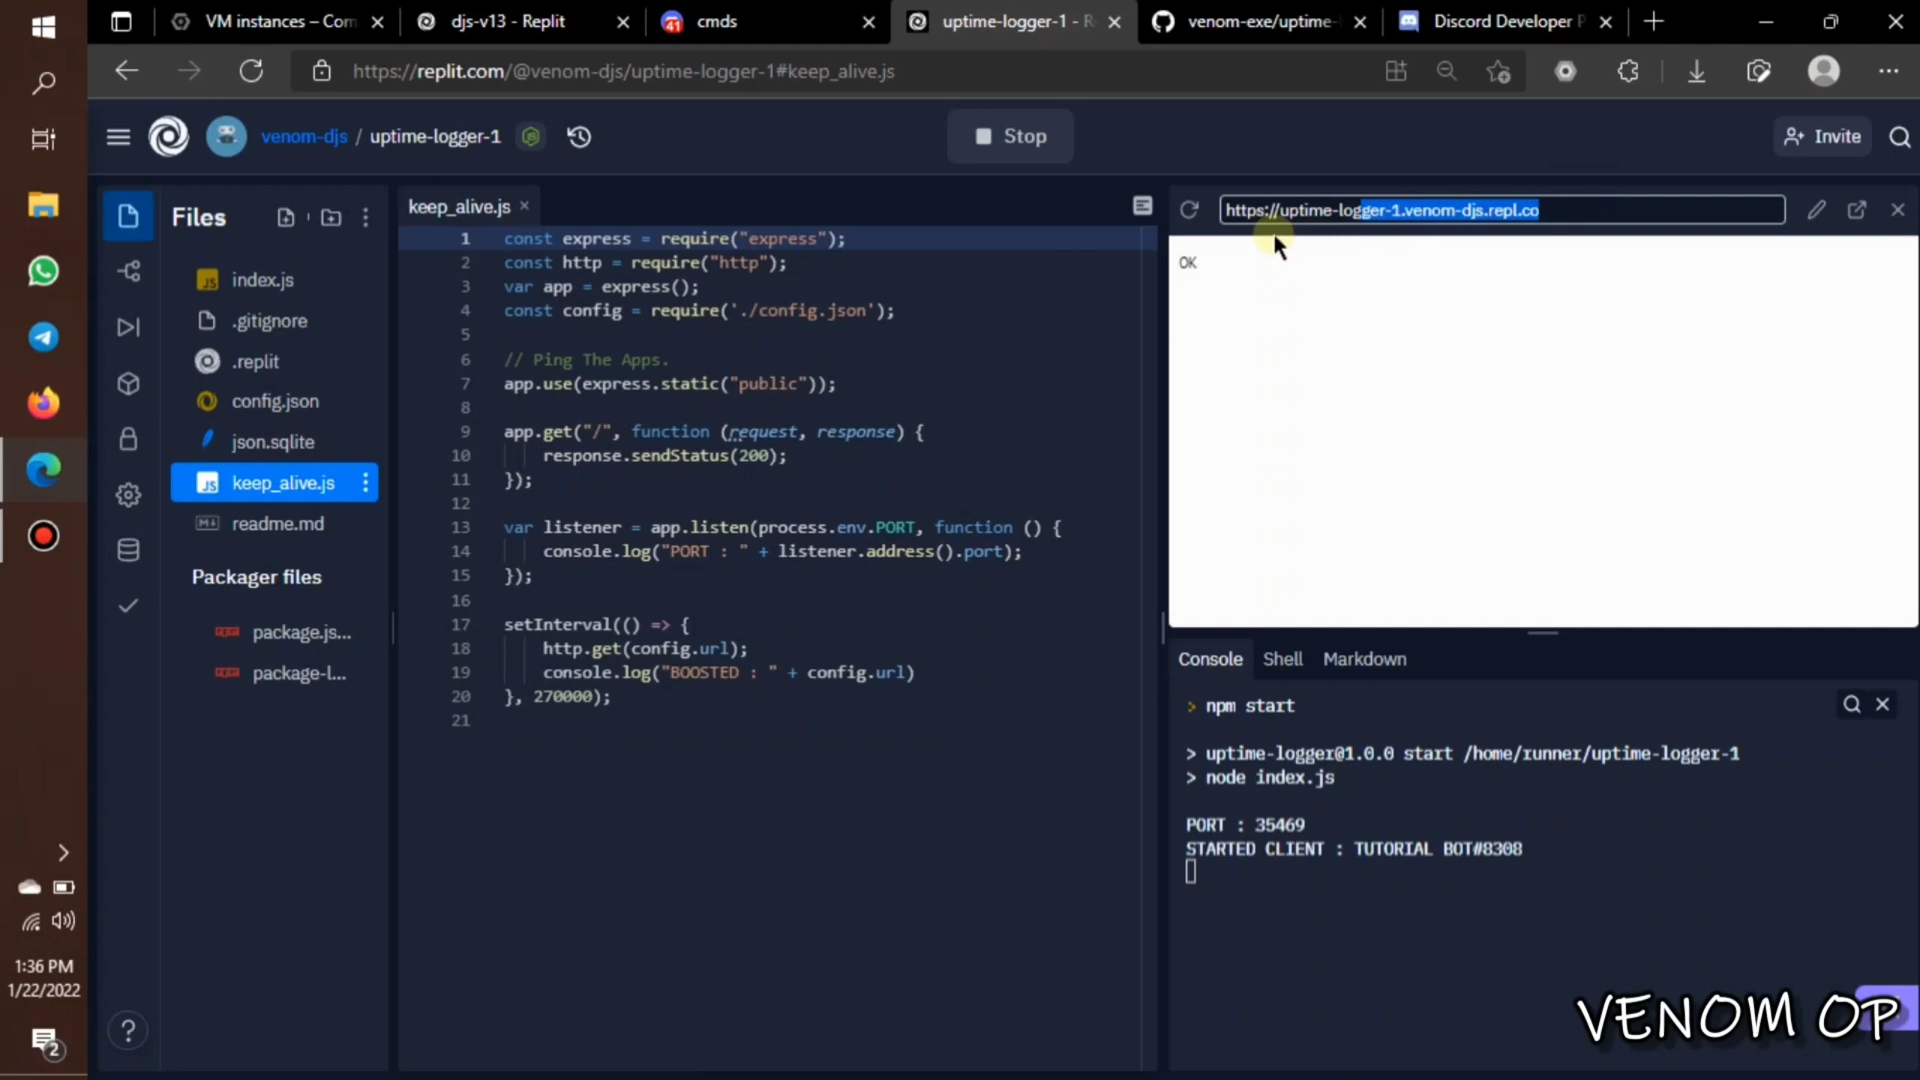 VM instances – Com
djs-v13 - Replit
cmds
uptime-logger-1 - R
venom-exe/uptime-
Discord Developer P
https://replit.com/@venom-djs/uptime-logger-1#keep_alive.js
venom-djs / uptime-logger-1
Stop
Invite
Files
keep_alive.js
https://uptime-logger-1.venom-djs.repl.co
OK
index.js
.gitignore
.replit
config.json
json.sqlite
keep_alive.js
readme.md
Packager files
package.js...
package-l...
1 const express = require("express");
2 const http = require("http");
3 var app = express();
4 const config = require('./config.json');
5
6 // Ping The Apps.
7 app.use(express.static("public"));
8
9 app.get("/", function (request, response) {
10 response.sendStatus(200);
11 });
12
13 var listener = app.listen(process.env.PORT, function () {
14 console.log("PORT : " + listener.address().port);
15 });
16
17 setInterval(() => {
18 http.get(config.url);
19 console.log("BOOSTED : " + config.url)
20 }, 270000);
21
Console Shell Markdown
> npm start
> uptime-logger@1.0.0 start /home/runner/uptime-logger-1
> node index.js
PORT : 35469
STARTED CLIENT : TUTORIAL BOT#8308
41
1:36 PM
1/22/2022
2
VENOM OP